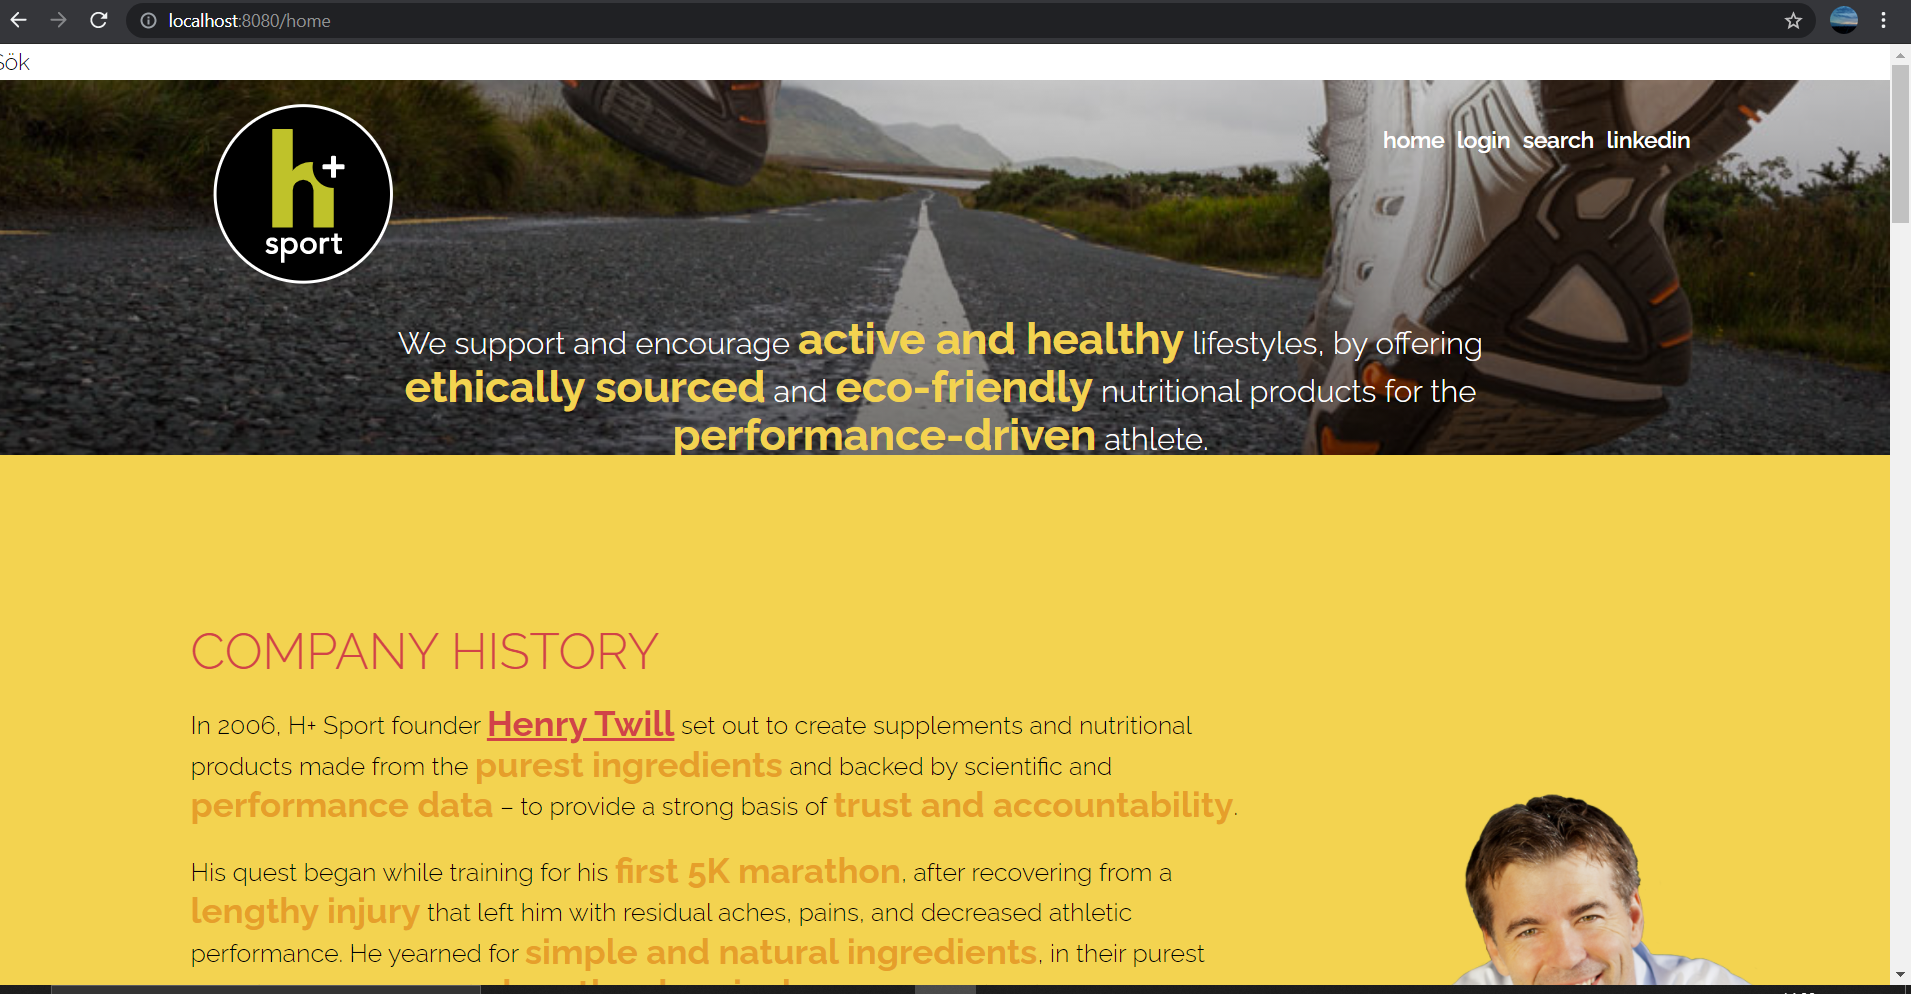 localhost:8080/home
Sök
h+
sport
home login search linkedin
We support and encourage active and healthy lifestyles, by offering
ethically sourced and eco-friendly nutritional products for the
performance-driven athlete.
COMPANY HISTORY
In 2006, H+ Sport founder Henry Twill set out to create supplements and nutritional
products made from the purest ingredients and backed by scientific and
performance data – to provide a strong basis of trust and accountability.
His quest began while training for his first 5K marathon, after recovering from a
lengthy injury that left him with residual aches, pains, and decreased athletic
performance. He yearned for simple and natural ingredients, in their purest